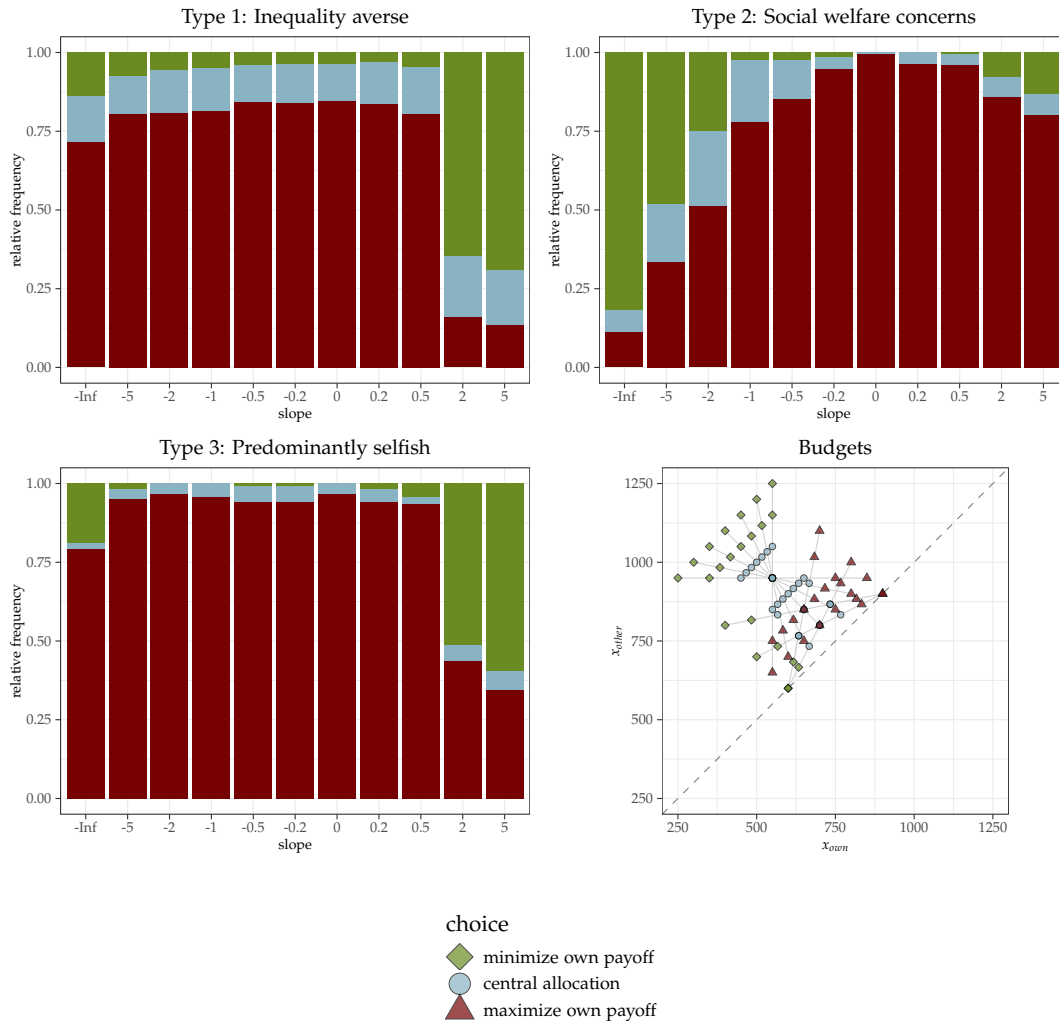 Type 1: Inequality averse
1.00
0.75
0.50
0.25
0.00
relative frequency
-Inf -5 -2 -1 -0.5 -0.2 0 0.2 0.5 2 5
slope
Type 2: Social welfare concerns
1.00
0.75
0.50
0.25
0.00
relative frequency
-Inf -5 -2 -1 -0.5 -0.2 0 0.2 0.5 2 5
slope
Type 3: Predominantly selfish
1.00
0.75
0.50
0.25
0.00
relative frequency
-Inf -5 -2 -1 -0.5 -0.2 0 0.2 0.5 2 5
slope
Budgets
1250
1000
750
500
250
x_other
250 500 750 1000 1250
x_own
choice
minimize own payoff
central allocation
maximize own payoff